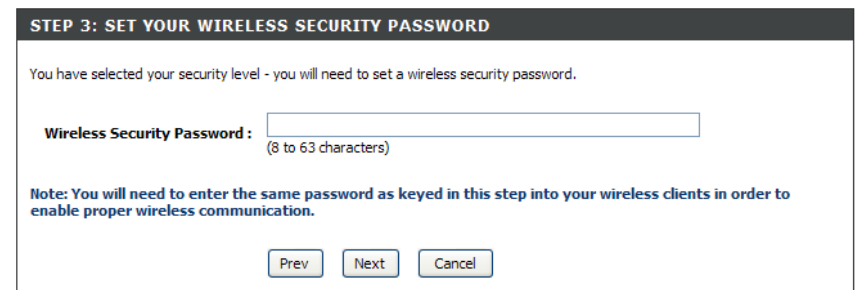 STEP 3: SET YOUR WIRELESS SECURITY PASSWORD
You have selected your security level - you will need to set a wireless security password.
Wireless Security Password :
(8 to 63 characters)
Note: You will need to enter the same password as keyed in this step into your wireless clients in order to
enable proper wireless communication.
Prev Next Cancel